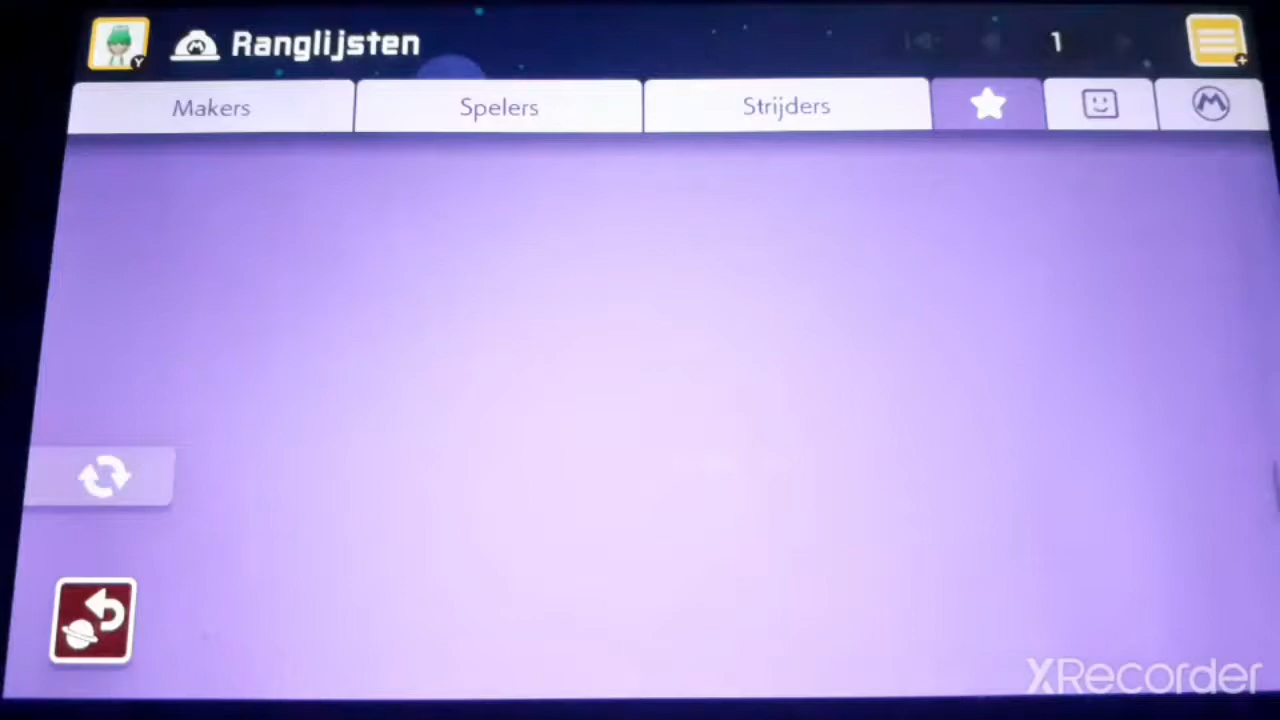 Ranglijsten
1
Makers
Spelers
Strijders
Y
+
XRecorder